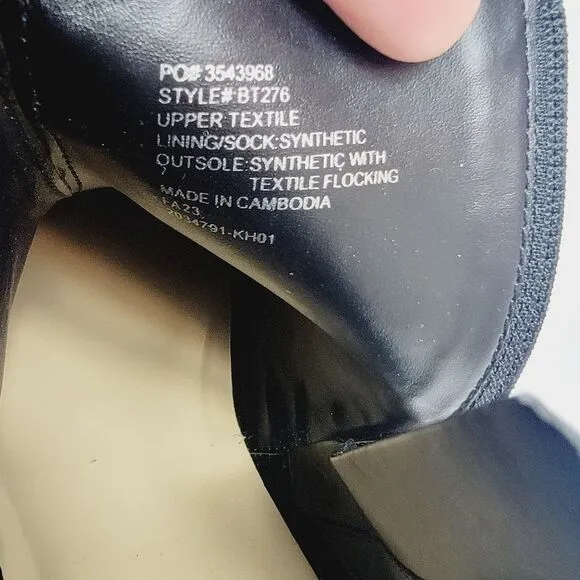 PO# 3543968
STYLE# BT276
UPPER TEXTILE
LINING/SOCK:SYNTHETIC
OUTSOLE:SYNTHETIC WITH
TEXTILE FLOCKING
MADE IN CAMBODIA
FA23
2034791-KH01